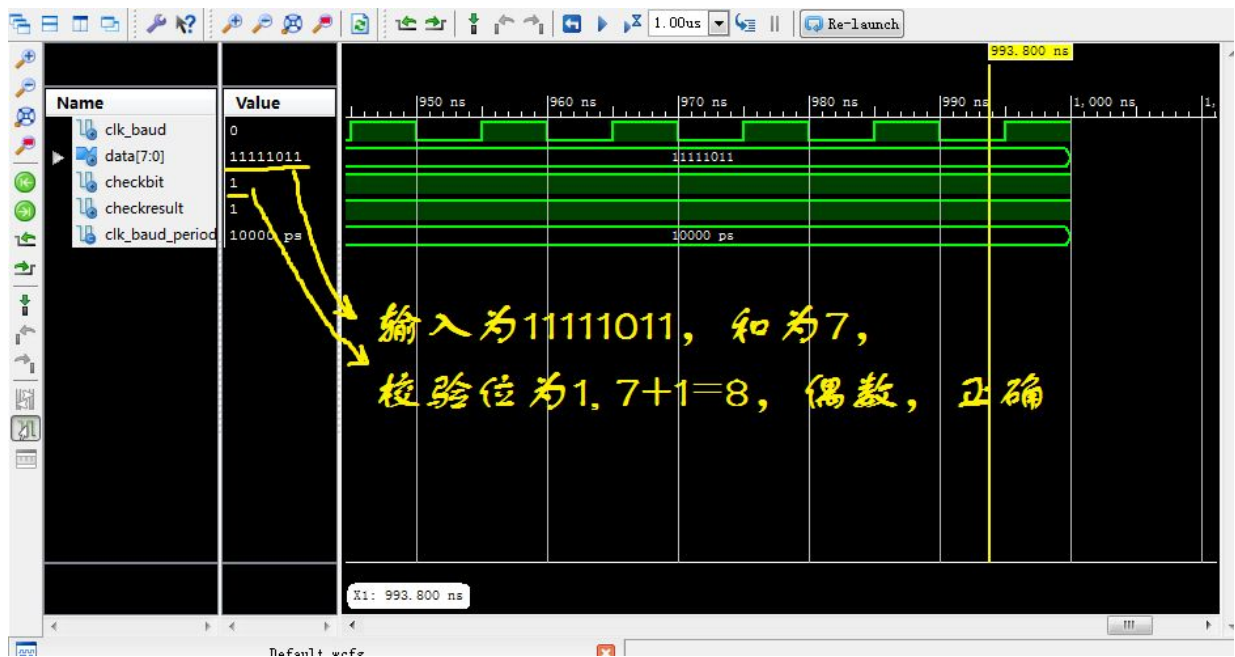 1.00us
Re-launch
993.800 ns
Name
Value
950 ns
960 ns
970 ns
980 ns
990 ns
1,000 ns
1,
clk_baud
0
data[7:0]
11111011
11111011
checkbit
1
checkresult
1
clk_baud_period
10000 ps
10000 ps
输入为11111011，和为7，
校验位为1, 7+1=8，偶数，正确
X1: 993.800 ns
Default.wcfg